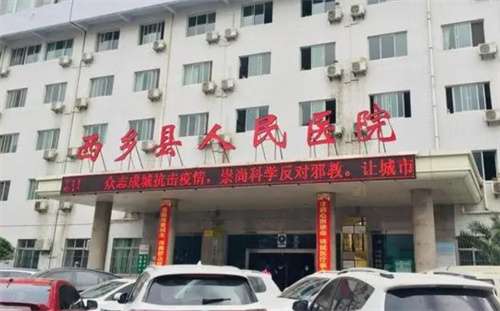 西乡县人民医院
众志成城抗击疫情，崇尚科学反对邪教。让城市